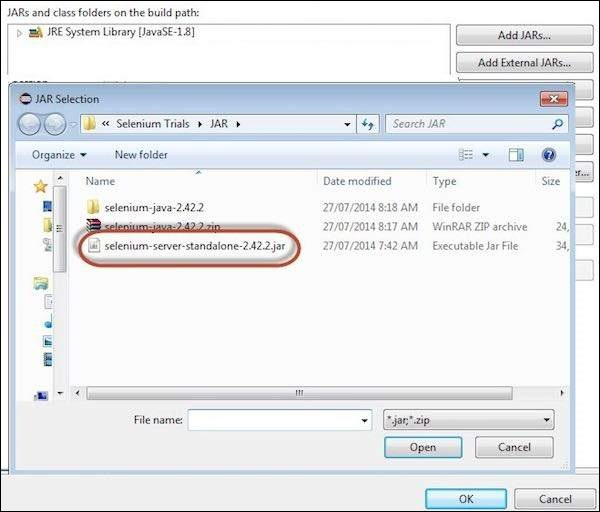 JARs and class folders on the build path:
JRE System Library [JavaSE-1.8]
Add JARs...
Add External JARs...
JAR Selection
« Selenium Trials JAR
Search JAR
Organize
New folder
Name Date modified Type Size
selenium-java-2.42.2 27/07/2014 8:18 AM File folder
selenium-java-2.42.2.zip 27/07/2014 8:17 AM WinRAR ZIP archive 24,
selenium-server-standalone-2.42.2.jar 27/07/2014 7:42 AM Executable Jar File 34,
File name:
*.jar;*.zip
Open
Cancel
OK
Cancel